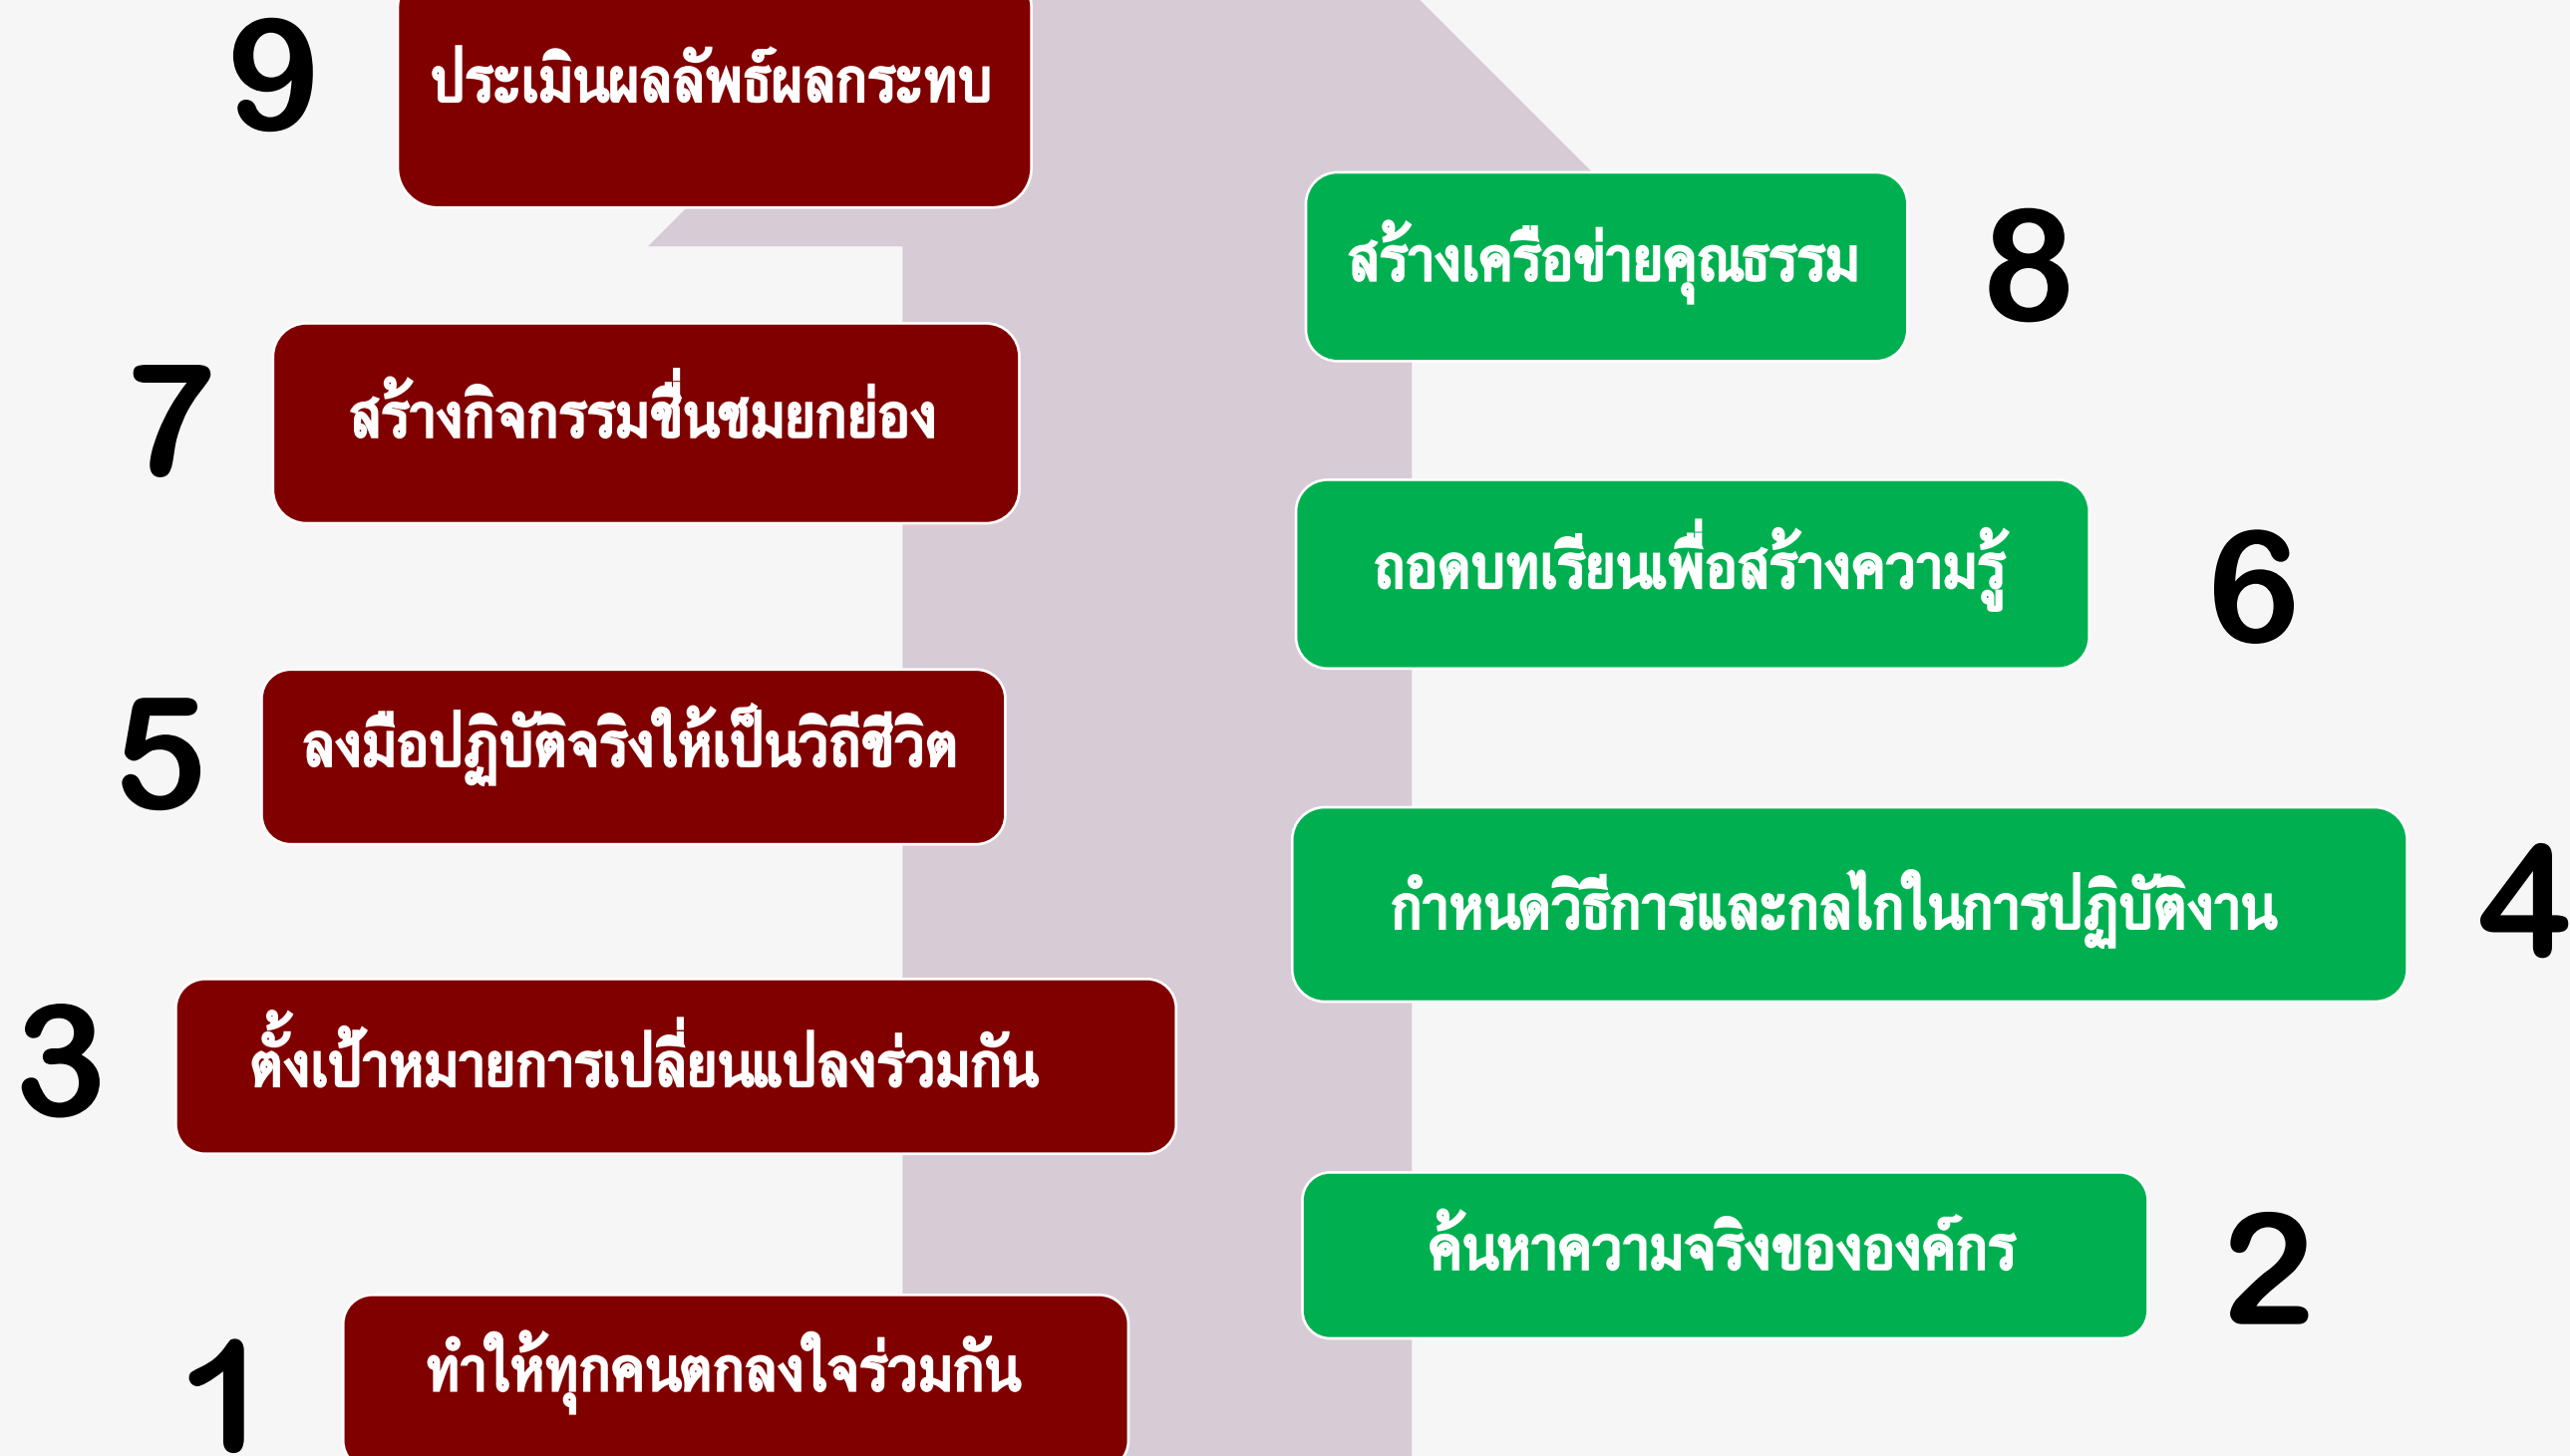 9
ประเมินผลลัพธ์ผลกระทบ
สร้างเครือข่ายคุณธรรม
8
7
สร้างกิจกรรมชื่นชมยกย่อง
ถอดบทเรียนเพื่อสร้างความรู้
6
5
ลงมือปฏิบัติจริงให้เป็นวิถีชีวิต
กำหนดวิธีการและกลไกในการปฏิบัติงาน
4
3
ตั้งเป้าหมายการเปลี่ยนแปลงร่วมกัน
ค้นหาความจริงขององค์กร
2
1
ทำให้ทุกคนตกลงใจร่วมกัน